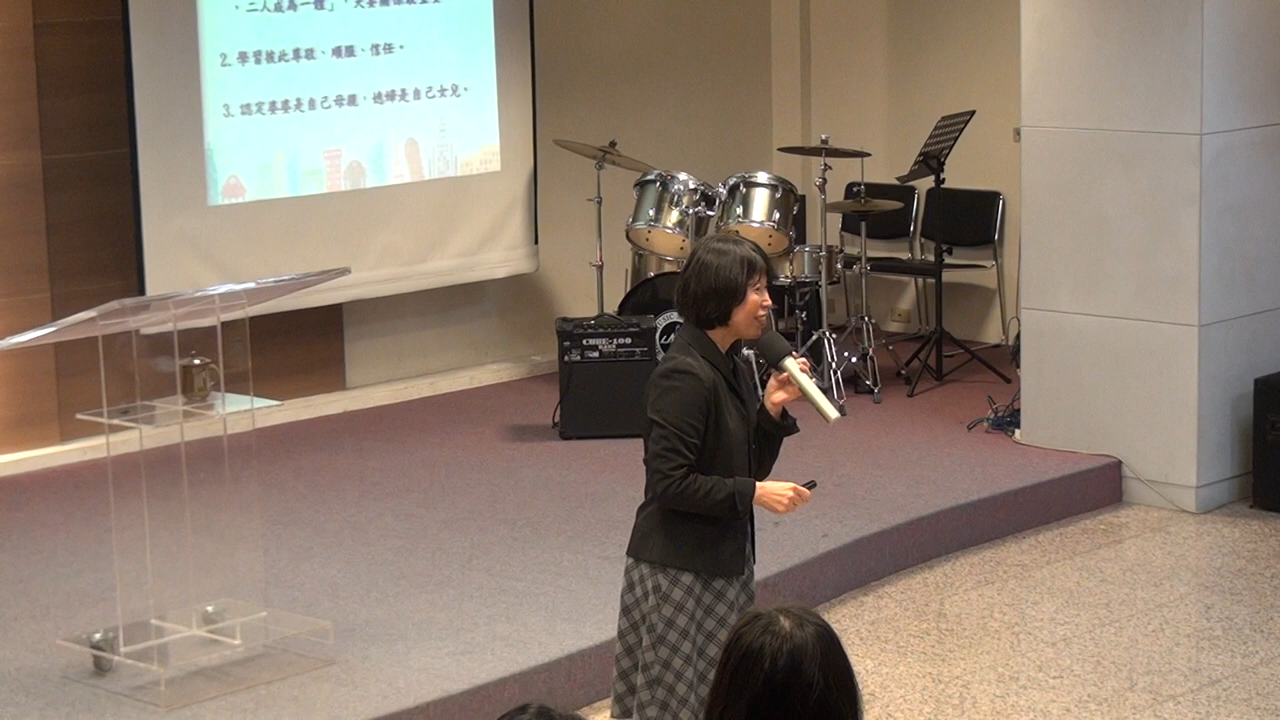 、二人成為一體」，夫妻關係最重要
2. 學習彼此尊敬、順服、信任。
3. 認定婆婆是自己母親，媳婦是自己女兒。
CUBE-100